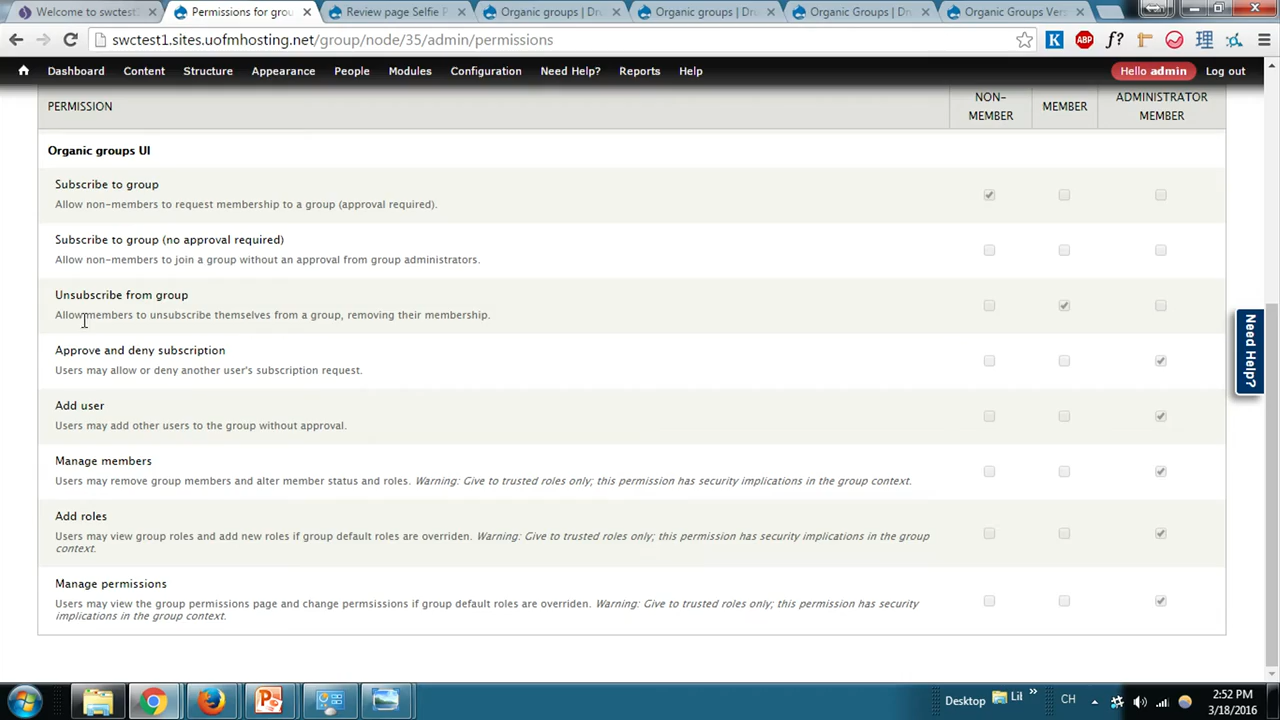 Welcome to swctest
Permissions for grou
Review page Selfie P
Organic groups | Dru
Organic groups | Dru
Organic Groups | Dr
Organic Groups Vers
swctest1.sites.uofmhosting.net/group/node/35/admin/permissions
K
ABP
f?
理
Dashboard
Content
Structure
Appearance
People
Modules
Configuration
Need Help?
Reports
Help
Hello admin
Log out
PERMISSION
NON-
MEMBER
MEMBER
ADMINISTRATOR
MEMBER
Organic groups UI
Subscribe to group
Allow non-members to request membership to a group (approval required).
Subscribe to group (no approval required)
Allow non-members to join a group without an approval from group administrators.
Unsubscribe from group
Allow members to unsubscribe themselves from a group, removing their membership.
Approve and deny subscription
Users may allow or deny another user's subscription request.
Add user
Users may add other users to the group without approval.
Manage members
Users may remove group members and alter member status and roles. Warning: Give to trusted roles only; this permission has security implications in the group context.
Add roles
Users may view group roles and add new roles if group default roles are overriden. Warning: Give to trusted roles only; this permission has security implications in the group
context.
Manage permissions
Users may view the group permissions page and change permsissions if group default roles are overriden. Warning: Give to trusted roles only; this permission has security
implications in the group context.
Need Help?
Desktop
Lil
»
CH
2:52 PM
3/18/2016